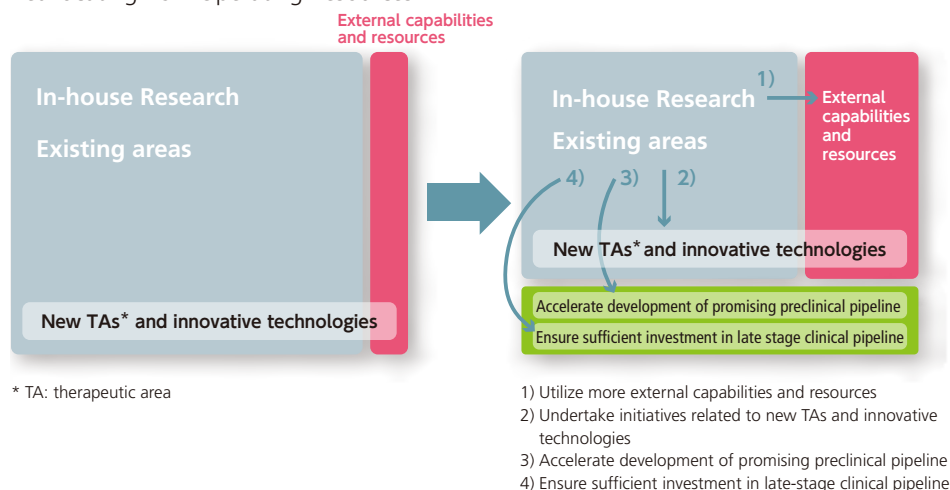 External capabilities
and resources
In-house Research
Existing areas
New TAs* and innovative technologies
* TA: therapeutic area
In-house Research
1)
External
capabilities
and
resources
Existing areas
4)
3)
2)
New TAs* and innovative technologies
Accelerate development of promising preclinical pipeline
Ensure sufficient investment in late stage clinical pipeline
1) Utilize more external capabilities and resources
2) Undertake initiatives related to new TAs and innovative
technologies
3) Accelerate development of promising preclinical pipeline
4) Ensure sufficient investment in late-stage clinical pipeline